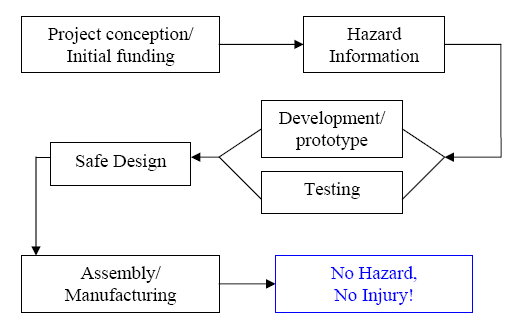 Project conception/
Initial funding
Hazard
Information
Development/
prototype
Testing
Safe Design
Assembly/
Manufacturing
No Hazard,
No Injury!